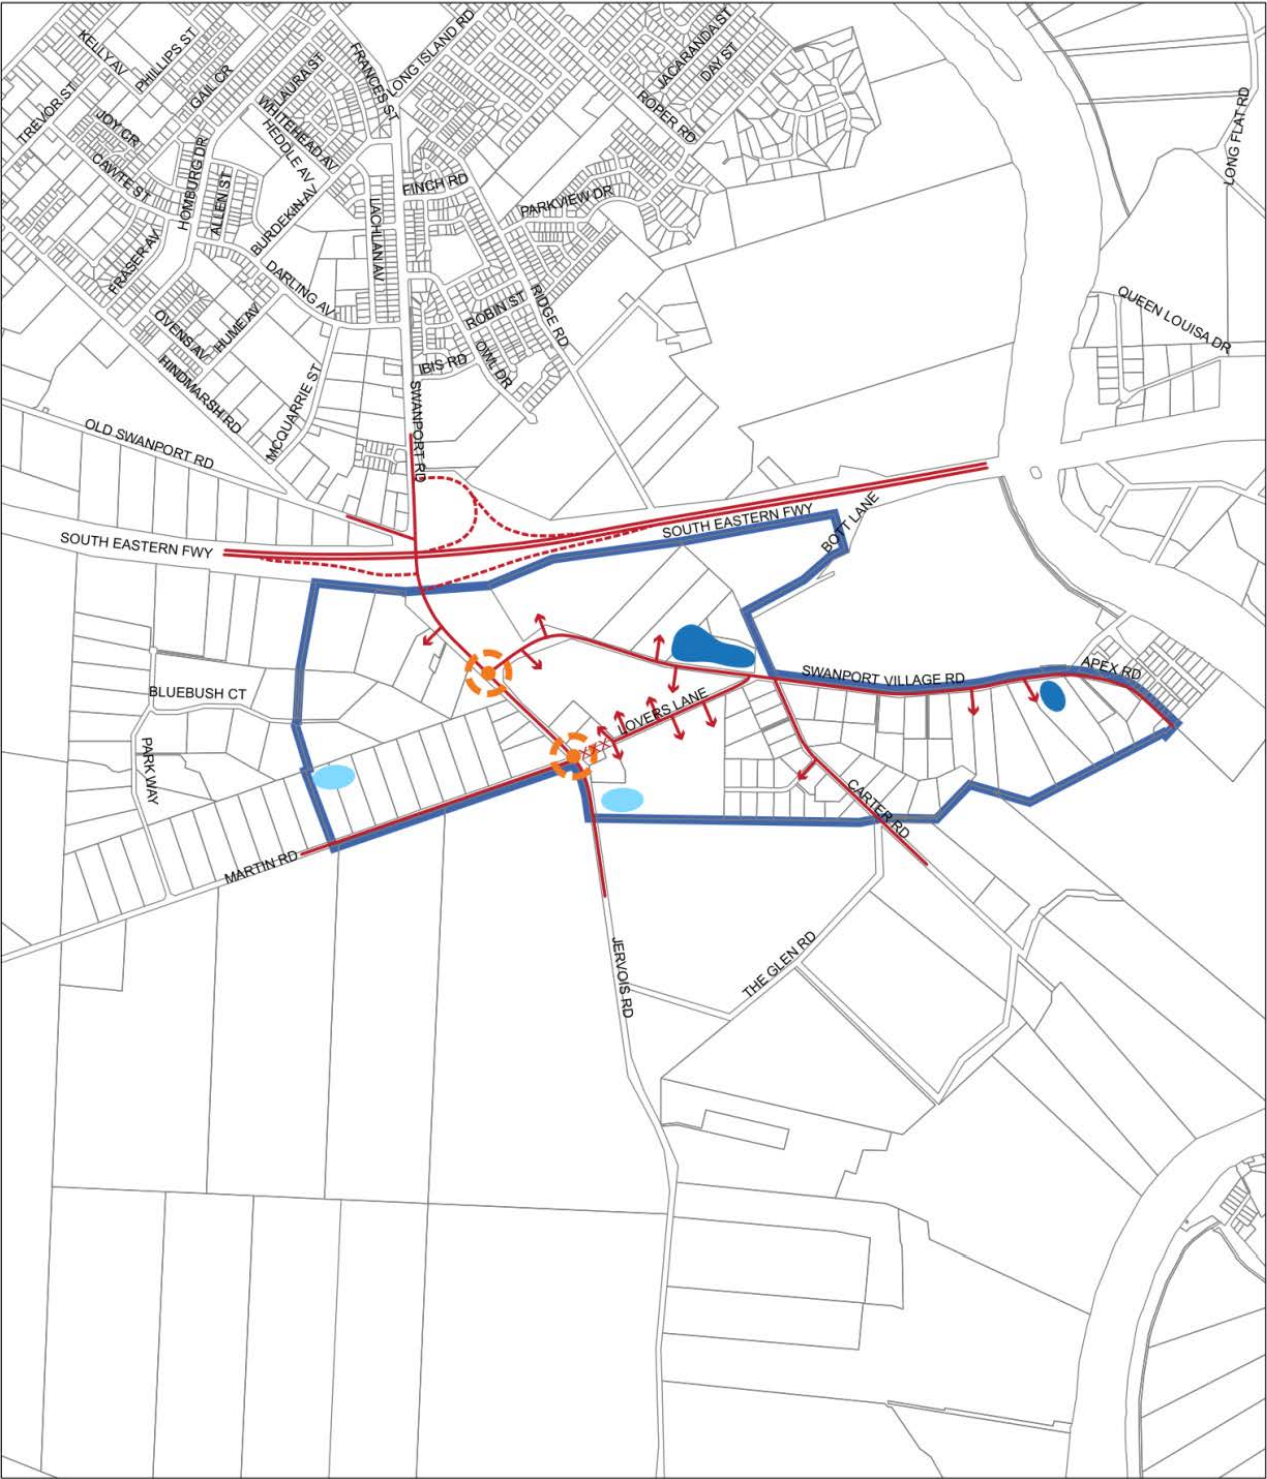 KELLY AV
PHILLIPS ST
TREVOR ST
JOY CR
GAIL CR
LAURA ST
WHITEHEAD AV
HEDDLE AV
FRANCES ST
LONG ISLAND RD
JACARANDA ST
DAY ST
ROPER RD
LONG FLAT RD
CAWTE ST
HOMBURG DR
ALLEN ST
BURDEKIN AV
LACHLAN AV
FINCH RD
PARKVIEW DR
FRASER AV
DARLING AV
OVENS AV
HUME AV
ROBIN ST
RIDGE RD
IBIS RD
OWL DR
QUEEN LOUISA DR
HINDMARSH RD
MCQUARRIE ST
SWANPORT RD
OLD SWANPORT RD
SOUTH EASTERN FWY
SOUTH EASTERN FWY
BOTT LANE
SWANPORT VILLAGE RD
APEX RD
BLUEBUSH CT
LOVERS LANE
PARK WAY
CARTER RD
MARTIN RD
THE GLEN RD
JERVOIS RD